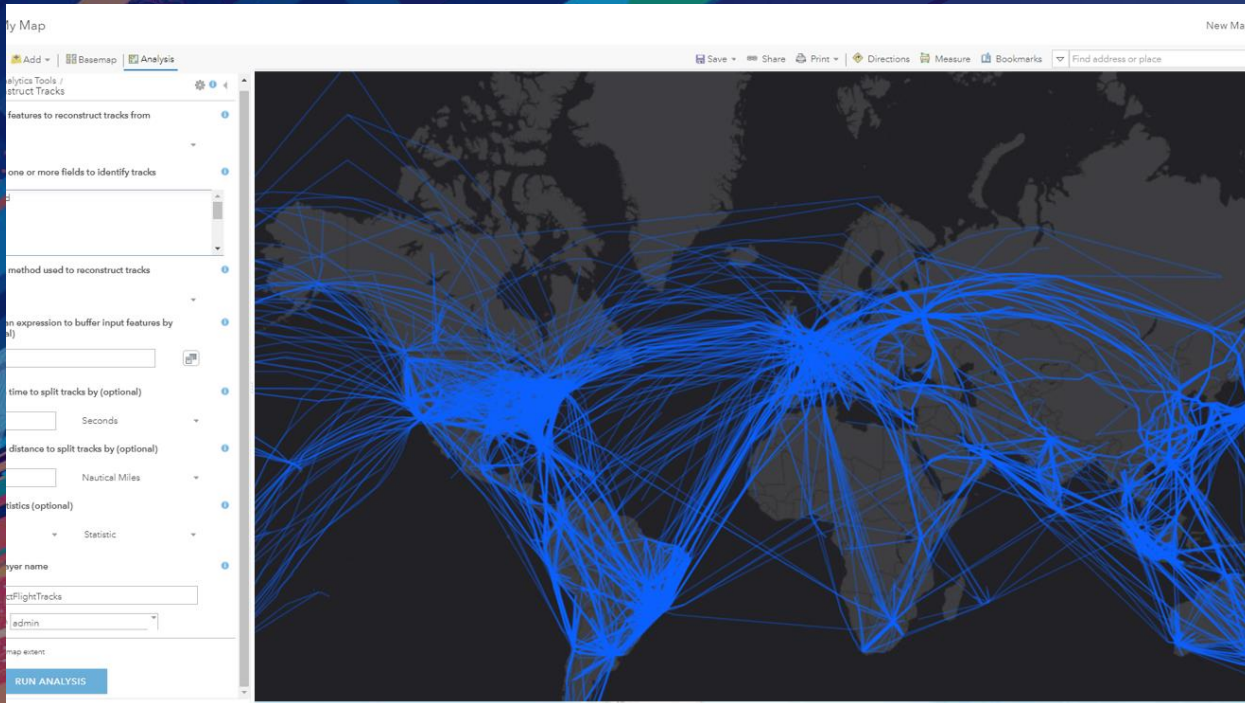 My Map
New Ma
Add
Basemap
Analysis
Save
Share
Print
Directions
Measure
Bookmarks
Find address or place
alytics Tools /
nstruct Tracks
features to reconstruct tracks from
one or more fields to identify tracks
d
method used to reconstruct tracks
an expression to buffer input features by
al)
time to split tracks by (optional)
Seconds
distance to split tracks by (optional)
Nautical Miles
tistics (optional)
Statistic
ayer name
ctFlightTracks
admin
map extent
RUN ANALYSIS